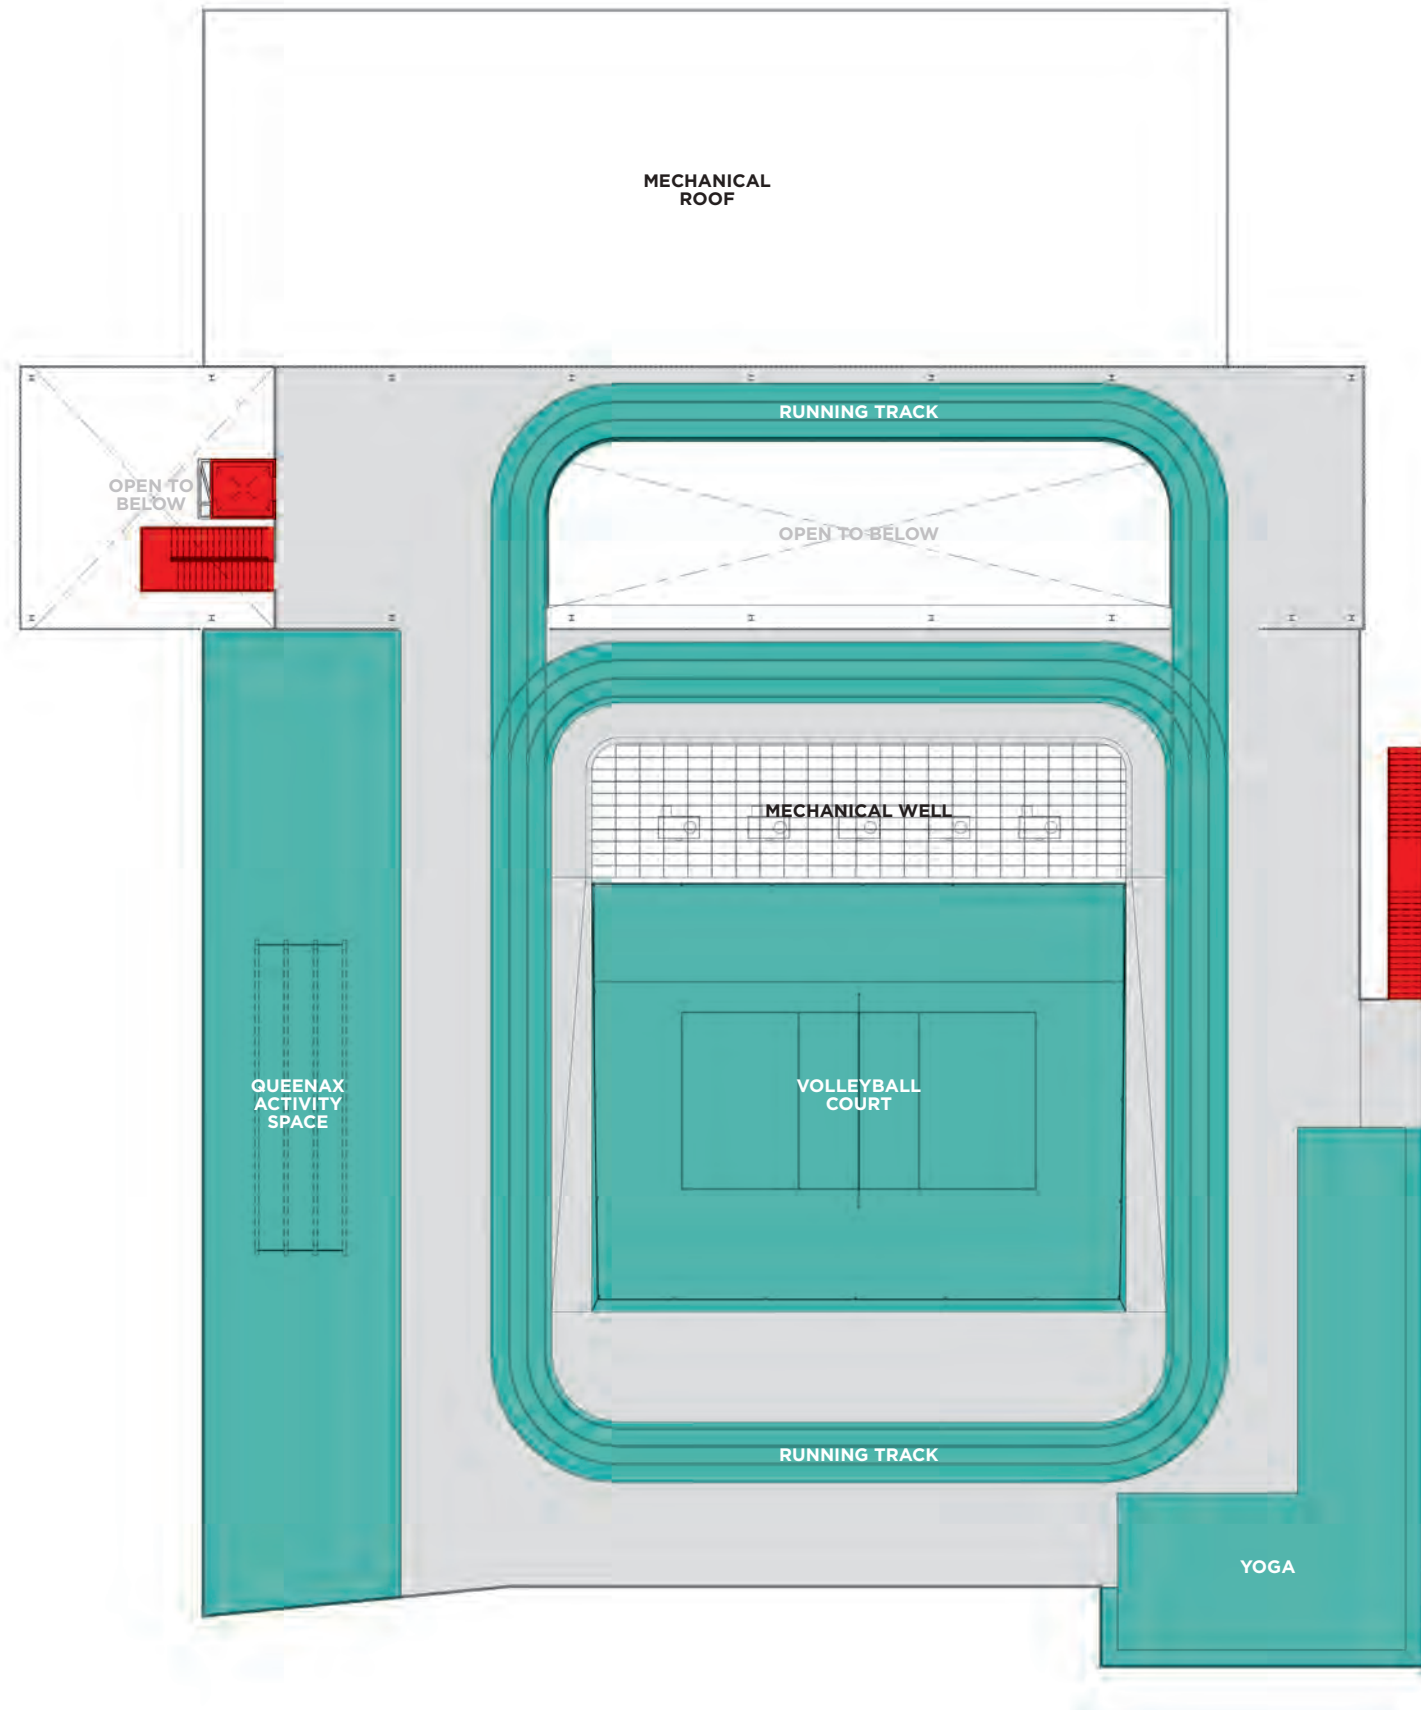 MECHANICAL
ROOF
RUNNING TRACK
OPEN TO
BELOW
OPEN TO BELOW
MECHANICAL WELL
QUEENAX
ACTIVITY
SPACE
VOLLEYBALL
COURT
RUNNING TRACK
YOGA